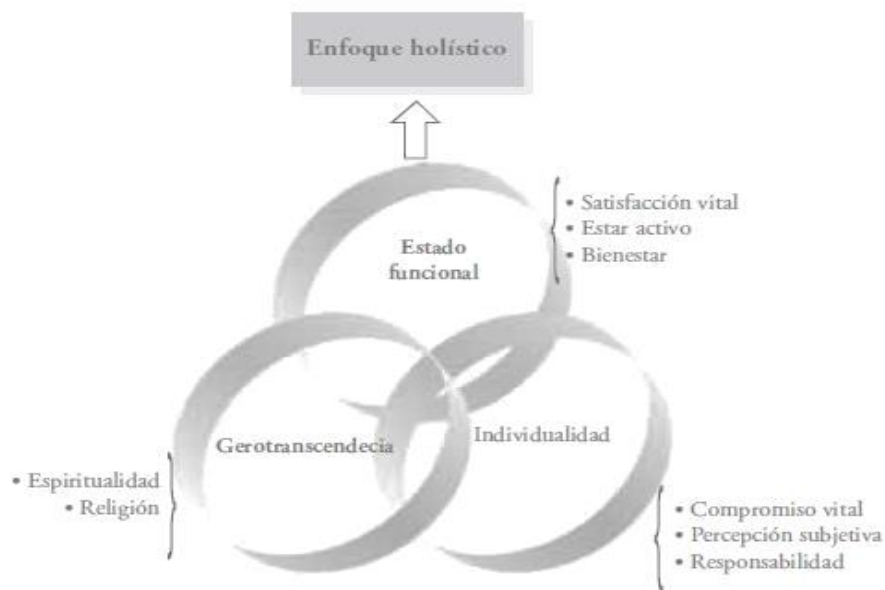 Enfoque holístico
• Satisfacción vital
• Estar activo
• Bienestar
Estado
funcional
Gerotranscendecia
Individualidad
• Espiritualidad
• Religión
• Compromiso vital
• Percepción subjetiva
• Responsabilidad